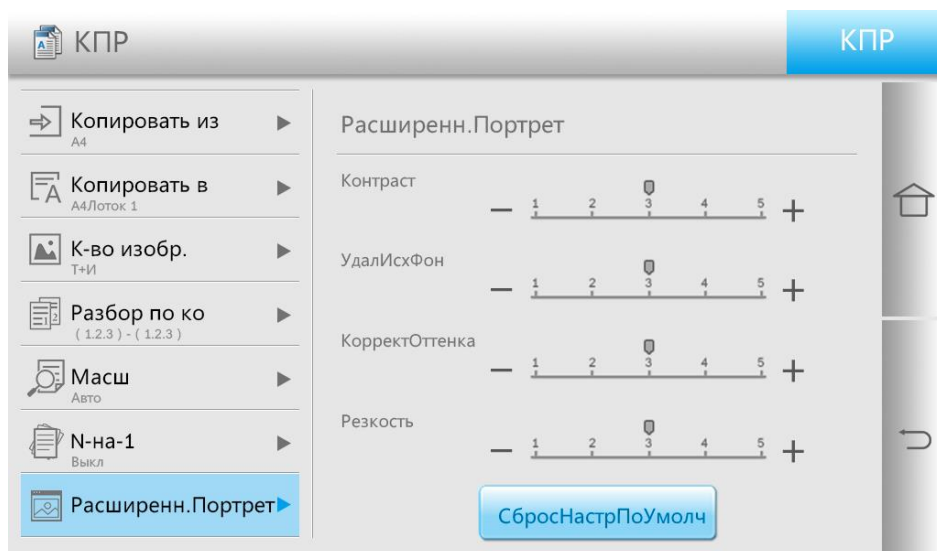 КПР
КПР
Копировать из
A4
Копировать в
A4Лоток 1
К-во изобр.
Т+И
Разбор по ко
( 1.2.3 ) - ( 1.2.3 )
Масш
Авто
N-на-1
Выкл
Расширенн.Портрет
Расширенн.Портрет
Контраст
1 2 3 4 5
УдалИсхФон
1 2 3 4 5
КорректОттенка
1 2 3 4 5
Резкость
1 2 3 4 5
СбросНастрПоУмолч